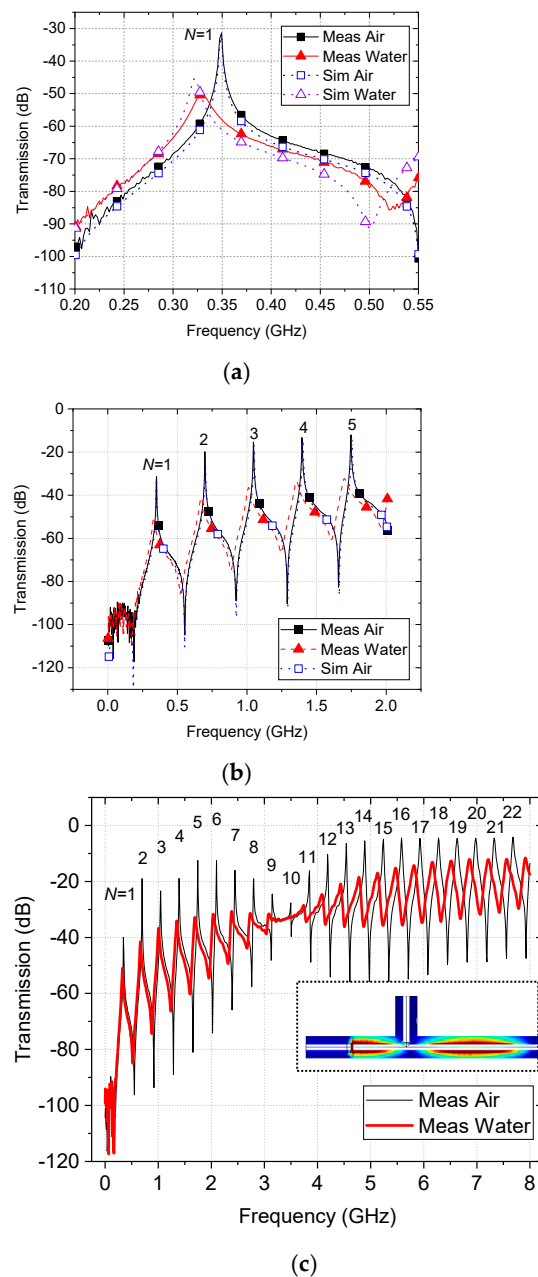 N=1
Meas Air
Meas Water
Sim Air
Sim Water
Transmission (dB)
-30
-40
-50
-60
-70
-80
-90
-100
-110
0.20 0.25 0.30 0.35 0.40 0.45 0.50 0.55
Frequency (GHz)
(a)
N=1 2 3 4 5
Transmission (dB)
0
-20
-40
-60
-80
-100
-120
Meas Air
Meas Water
Sim Air
0.0 0.5 1.0 1.5 2.0
Frequency (GHz)
(b)
N=1 2 3 4 5 6 7 8 9 10 11 12 13 14 15 16 17 18 19 20 21 22
Transmission (dB)
0
-20
-40
-60
-80
-100
-120
Meas Air
Meas Water
0 1 2 3 4 5 6 7 8
Frequency (GHz)
(c)